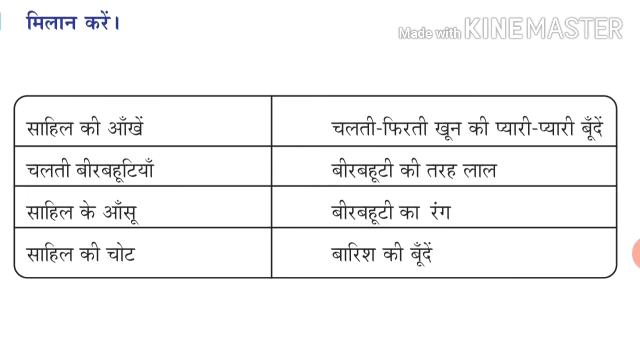 मिलान करें।
Made with KINEMASTER
साहिल की आँखें चलती-फिरती खून की प्यारी-प्यारी बूँदें
चलती बीरबहूटियाँ बीरबहूटी की तरह लाल
साहिल के आँसू बीरबहूटी का रंग
साहिल की चोट बारिश की बूँदें